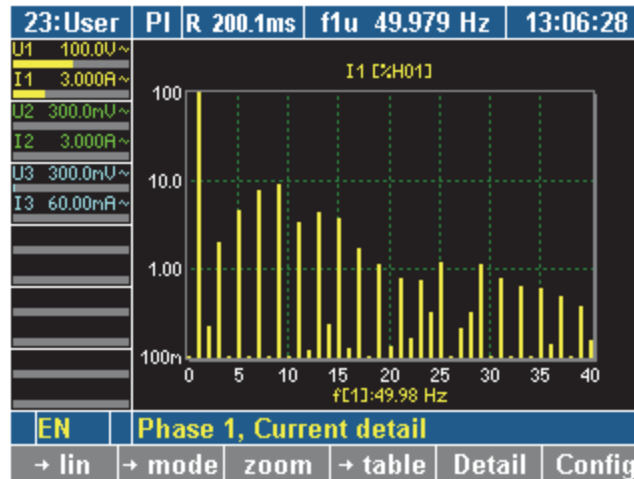 23:User PI R 200.1ms f1u 49.979 Hz 13:06:28
U1 100.0V~
I1 3.000A~
U2 300.0mV~
I2 3.000A~
U3 300.0mV~
I3 60.00mA~
I1 [%H01]
100
10.0
1.00
100m
0 5 10 15 20 25 30 35 40
f[1]:49.98 Hz
EN Phase 1, Current detail
→ lin → mode zoom → table Detail Config